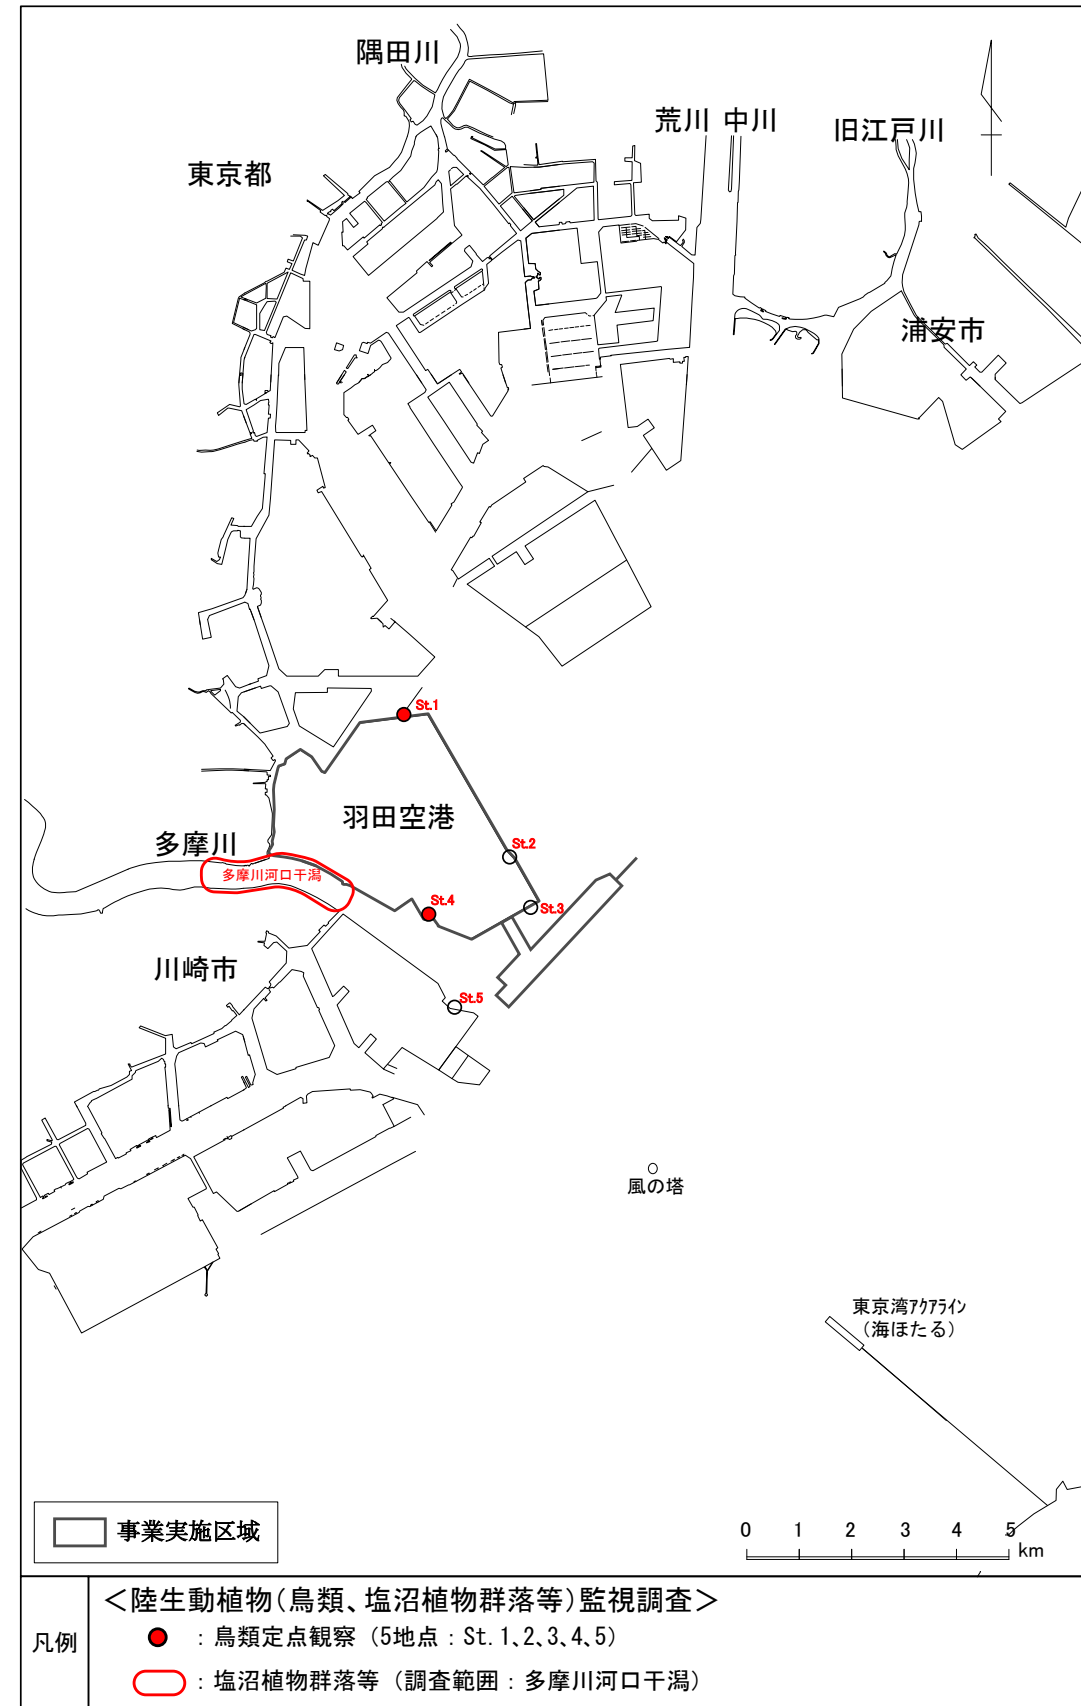 隅田川
荒川 中川
旧江戸川
東京都
浦安市
St.1
羽田空港
St.2
多摩川
多摩川河口干潟
St.4
St.3
川崎市
St.5
風の塔
東京湾アクアライン
（海ほたる）
事業実施区域
0 1 2 3 4 5
km
凡例
＜陸生動植物（鳥類、塩沼植物群落等）監視調査＞
：鳥類定点観察（5地点：St.1、2、3、4、5）
：塩沼植物群落等（調査範囲：多摩川河口干潟）